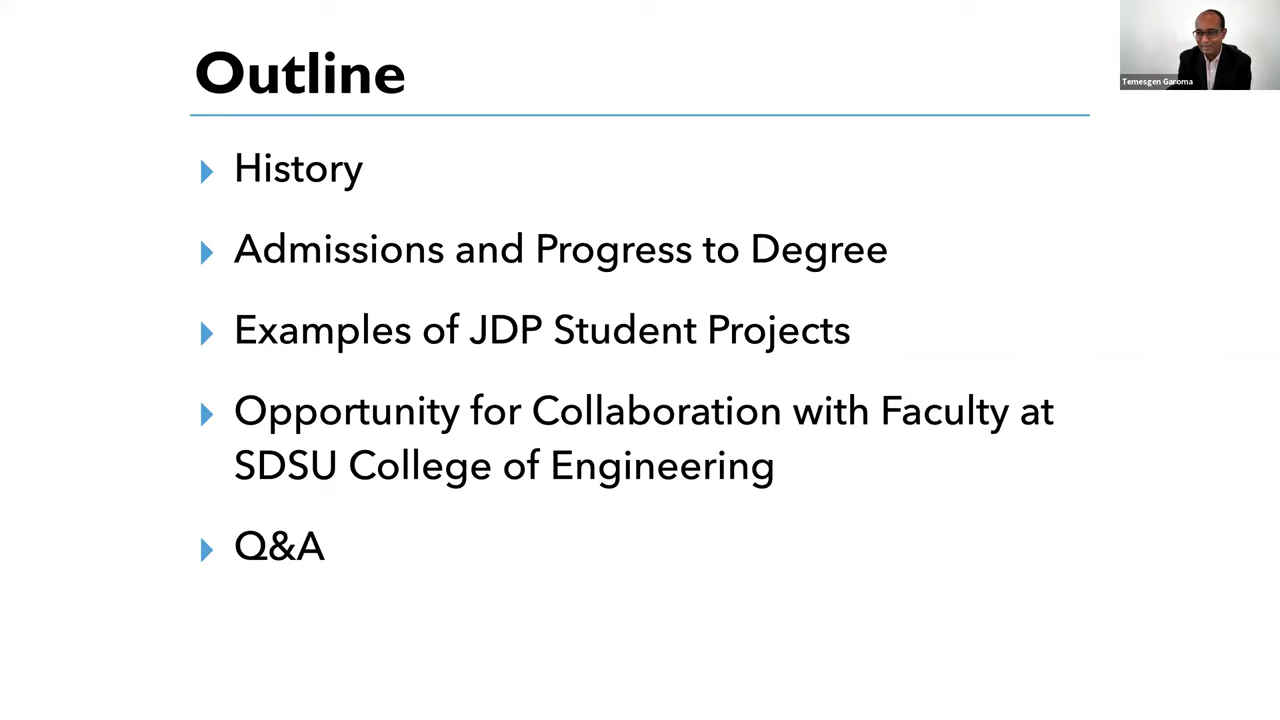 Outline
Temesgen Garoma
History
Admissions and Progress to Degree
Examples of JDP Student Projects
Opportunity for Collaboration with Faculty at
SDSU College of Engineering
Q&A